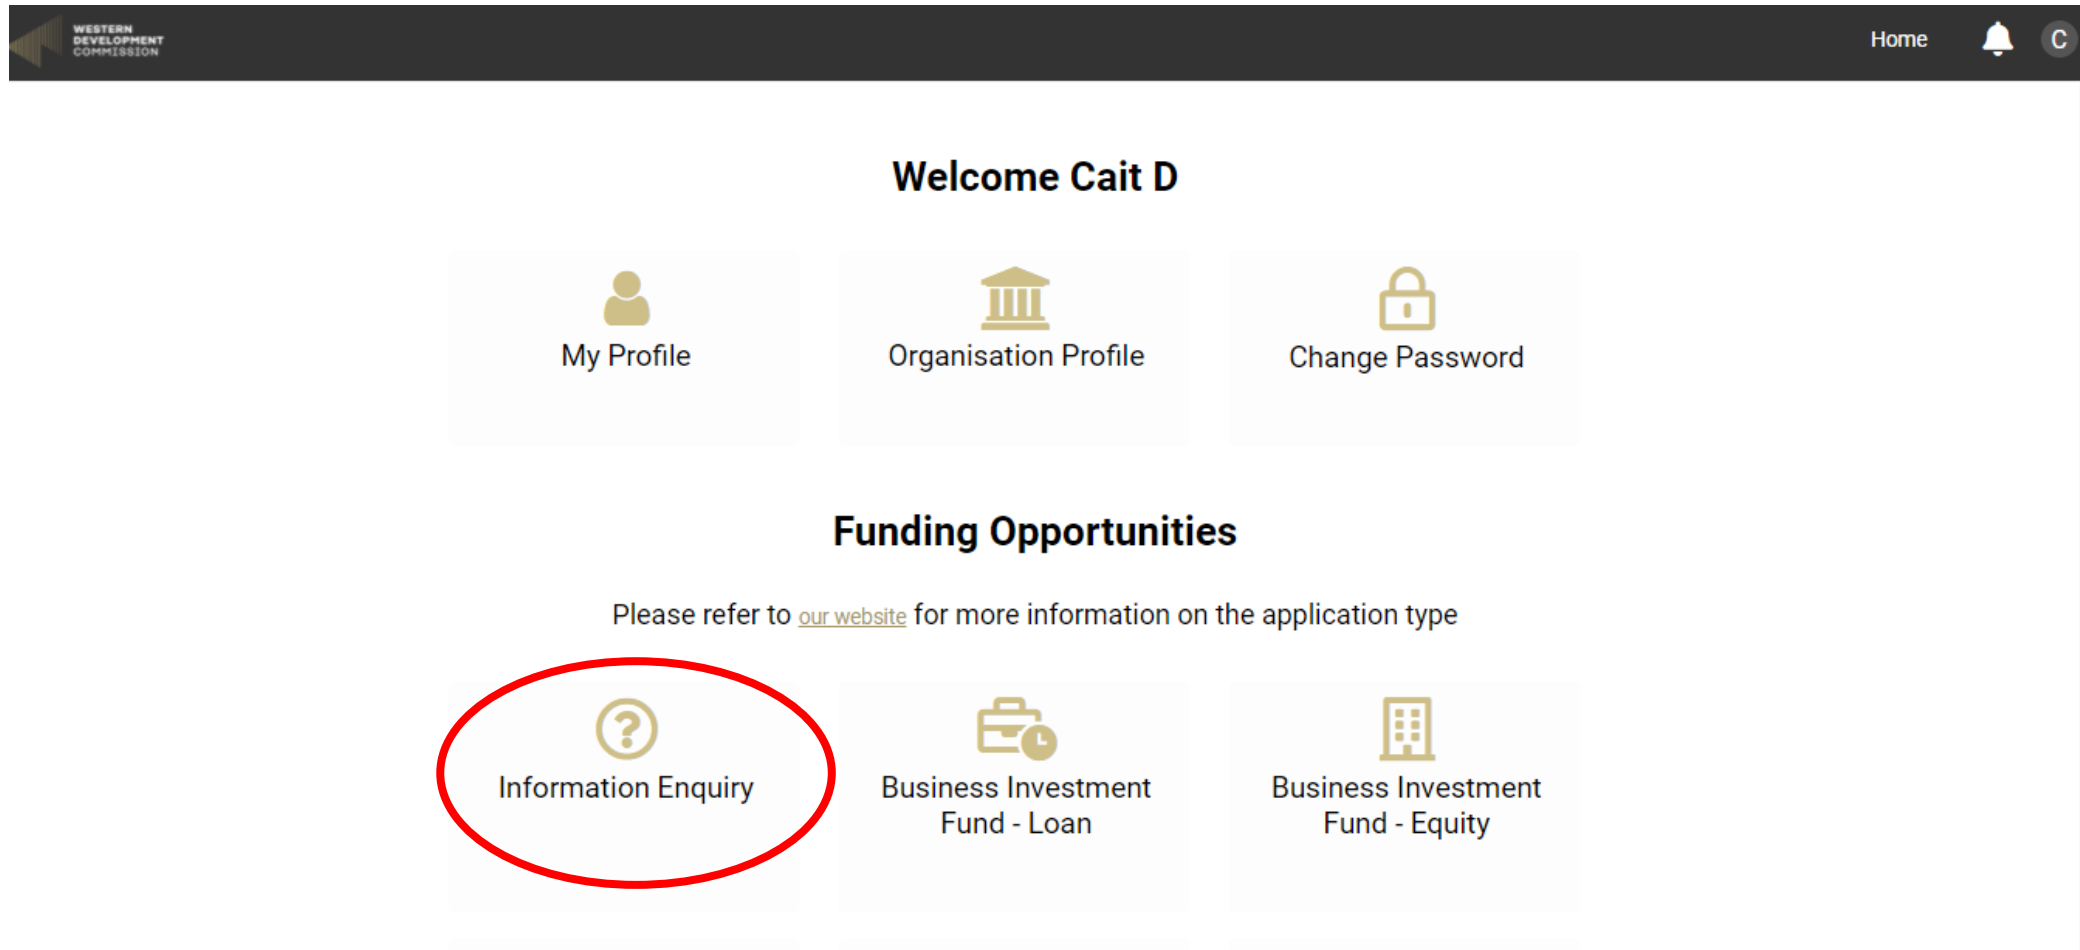 WESTERN
DEVELOPMENT
COMMISSION
Home
C
Welcome Cait D
My Profile
Organisation Profile
Change Password
Funding Opportunities
Please refer to our website for more information on the application type
Information Enquiry
Business Investment
Fund - Loan
Business Investment
Fund - Equity